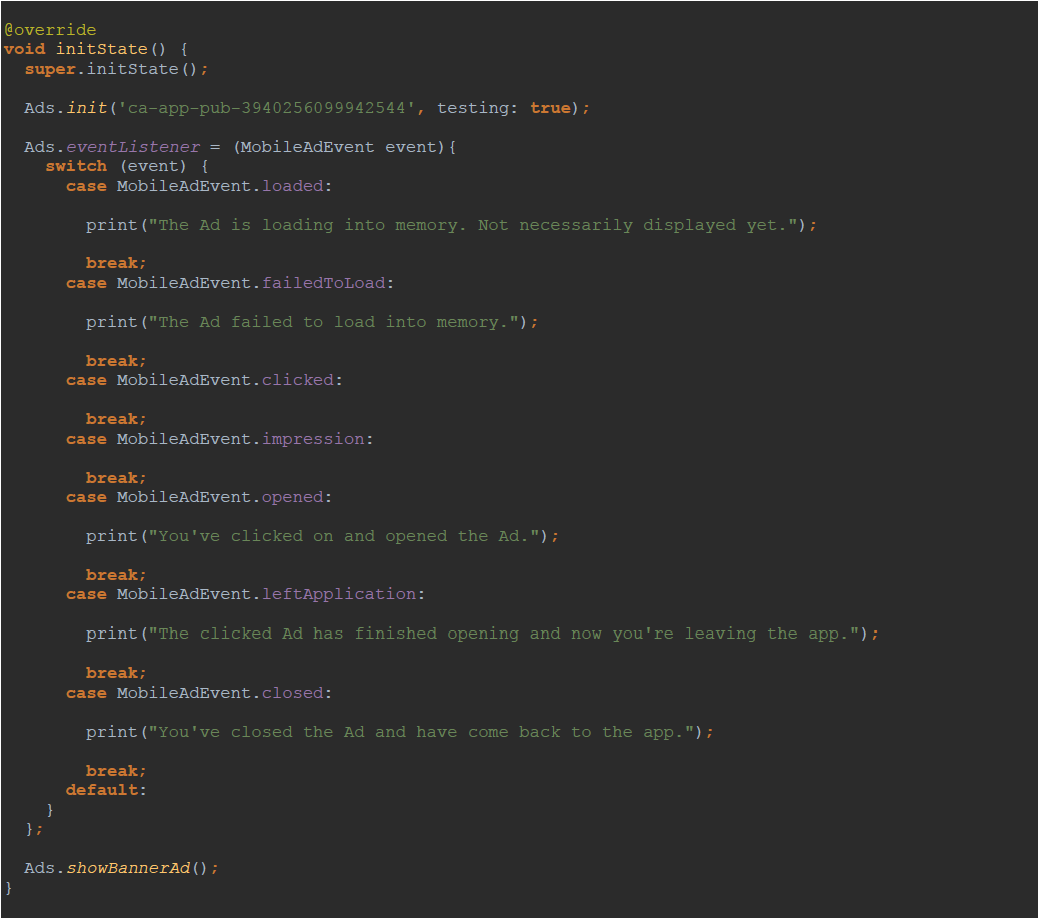 @override
void initState() {
  super.initState();
  Ads.init('ca-app-pub-3940256099942544', testing: true);
  Ads.eventListener = (MobileAdEvent event){
    switch (event) {
      case MobileAdEvent.loaded:
        print("The Ad is loading into memory. Not necessarily displayed yet.");
        break;
      case MobileAdEvent.failedToLoad:
        print("The Ad failed to load into memory.");
        break;
      case MobileAdEvent.clicked:
        break;
      case MobileAdEvent.impression:
        break;
      case MobileAdEvent.opened:
        print("You've clicked on and opened the Ad.");
        break;
      case MobileAdEvent.leftApplication:
        print("The clicked Ad has finished opening and now you're leaving the app.");
        break;
      case MobileAdEvent.closed:
        print("You've closed the Ad and have come back to the app.");
        break;
      default:
    }
  };
  Ads.showBannerAd();
}